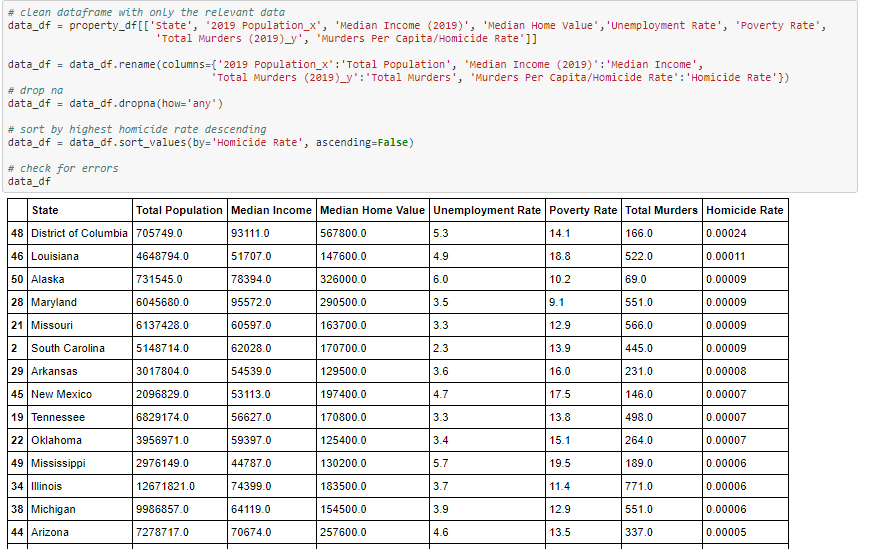 # clean dataframe with only the relevant data
data_df = property_df[['State', '2019 Population_x', 'Median Income (2019)', 'Median Home Value','Unemployment Rate', 'Poverty Rate',
'Total Murders (2019)_y', 'Murders Per Capita/Homicide Rate']]
data_df = data_df.rename(columns={'2019 Population_x':'Total Population', 'Median Income (2019)':'Median Income',
'Total Murders (2019)_y':'Total Murders', 'Murders Per Capita/Homicide Rate':'Homicide Rate'})
# drop na
data_df = data_df.dropna(how='any')
# sort by highest homicide rate descending
data_df = data_df.sort_values(by='Homicide Rate', ascending=False)
# check for errors
data_df
State Total Population Median Income Median Home Value Unemployment Rate Poverty Rate Total Murders Homicide Rate
48 District of Columbia 705749.0 93111.0 567800.0 5.3 14.1 166.0 0.00024
46 Louisiana 4648794.0 51707.0 147600.0 4.9 18.8 522.0 0.00011
50 Alaska 731545.0 78394.0 326000.0 6.0 10.2 69.0 0.00009
28 Maryland 6045680.0 95572.0 290500.0 3.5 9.1 551.0 0.00009
21 Missouri 6137428.0 60597.0 163700.0 3.3 12.9 566.0 0.00009
2 South Carolina 5148714.0 62028.0 170700.0 2.3 13.9 445.0 0.00009
29 Arkansas 3017804.0 54539.0 129500.0 3.6 16.0 231.0 0.00008
45 New Mexico 2096829.0 53113.0 197400.0 4.7 17.5 146.0 0.00007
19 Tennessee 6829174.0 56627.0 170800.0 3.3 13.8 498.0 0.00007
22 Oklahoma 3956971.0 59397.0 125400.0 3.4 15.1 264.0 0.00007
49 Mississippi 2976149.0 44787.0 130200.0 5.7 19.5 189.0 0.00006
34 Illinois 12671821.0 74399.0 183500.0 3.7 11.4 771.0 0.00006
38 Michigan 9986857.0 64119.0 154500.0 3.9 12.9 551.0 0.00006
44 Arizona 7278717.0 70674.0 257600.0 4.6 13.5 337.0 0.00005